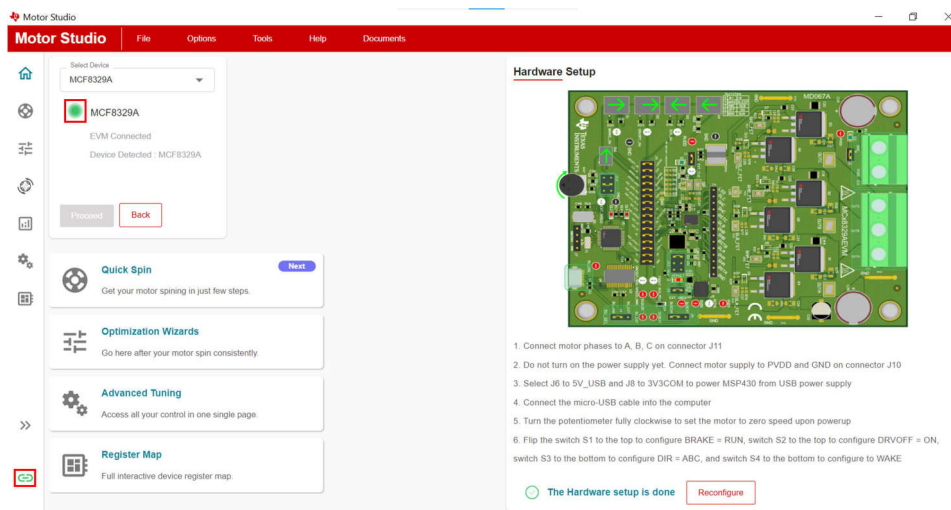 Motor Studio
Motor Studio File Options Tools Help Documents
Select Device
MCF8329A
MCF8329A
EVM Connected
Device Detected : MCF8329A
Proceed Back
Quick Spin Next
Get your motor spining in just few steps.
Optimization Wizards
Go here after your motor spin consistently.
Advanced Tuning
Access all your control in one single page.
Register Map
Full interactive device register map.
Hardware Setup
MD067A
TEXAS
INSTRUMENTS
MCx8329AEVM
1. Connect motor phases to A, B, C on connector J11
2. Do not turn on the power supply yet. Connect motor supply to PVDD and GND on connector J10
3. Select J6 to 5V_USB and J8 to 3V3COM to power MSP430 from USB power supply
4. Connect the micro-USB cable into the computer
5. Turn the potentiometer fully clockwise to set the motor to zero speed upon powerup
6. Flip the switch S1 to the top to configure BRAKE = RUN, switch S2 to the top to configure DRVOFF = ON,
switch S3 to the bottom to configure DIR = ABC, and switch S4 to the bottom to configure to WAKE
The Hardware setup is done Reconfigure